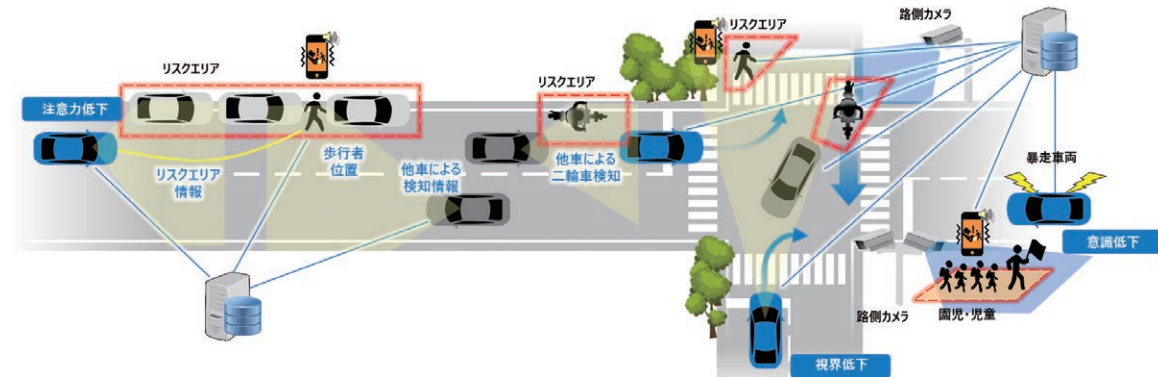 リスクエリア
注意力低下
リスクエリア
情報
歩行者
位置
他車による
検知情報
リスクエリア
他車による
二輪車検知
リスクエリア
路側カメラ
暴走車両
意識低下
園児・児童
路側カメラ
視界低下